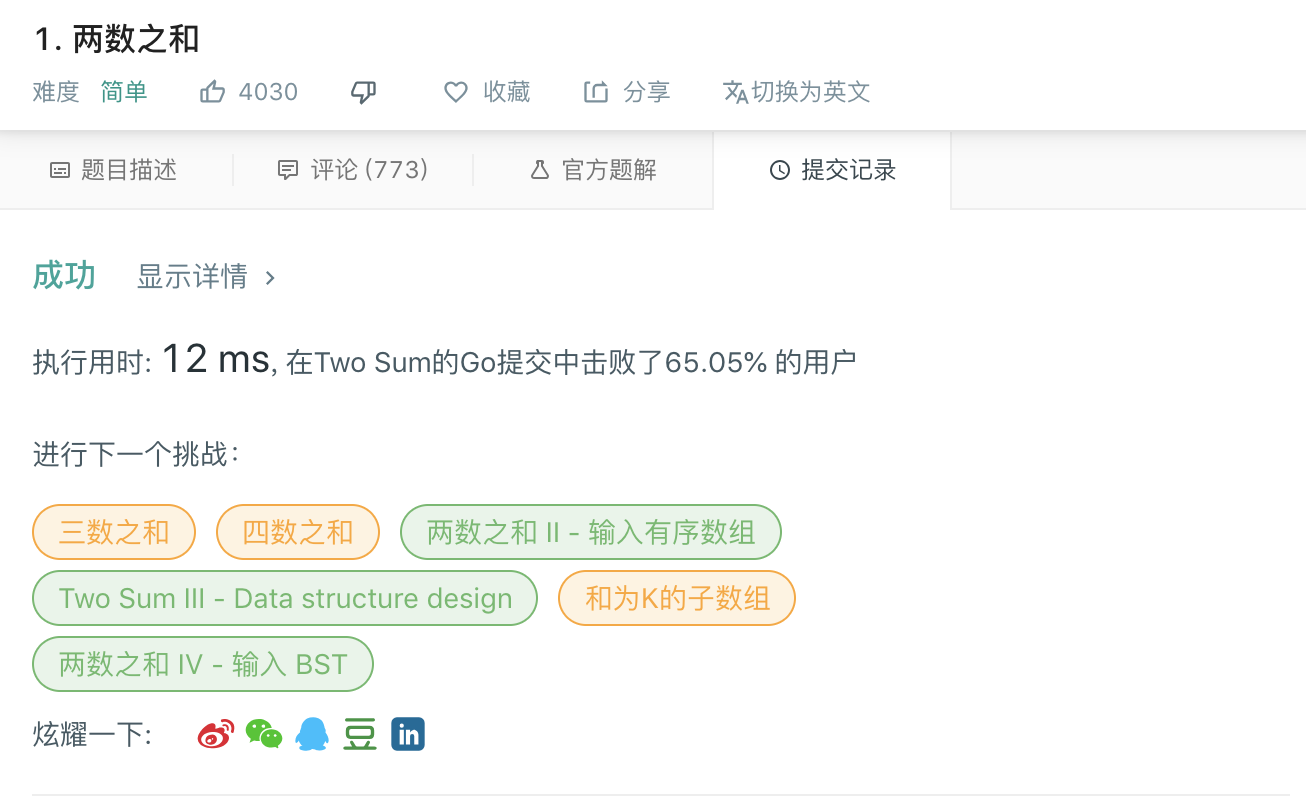 1. 两数之和
难度 简单 4030 收藏 分享 切换为英文
题目描述 评论 (773) 官方题解 提交记录
成功 显示详情 >
执行用时: 12 ms, 在Two Sum的Go提交中击败了65.05% 的用户
进行下一个挑战：
三数之和 四数之和 两数之和 II - 输入有序数组
Two Sum III - Data structure design 和为K的子数组
两数之和 IV - 输入 BST
炫耀一下: 豆 in